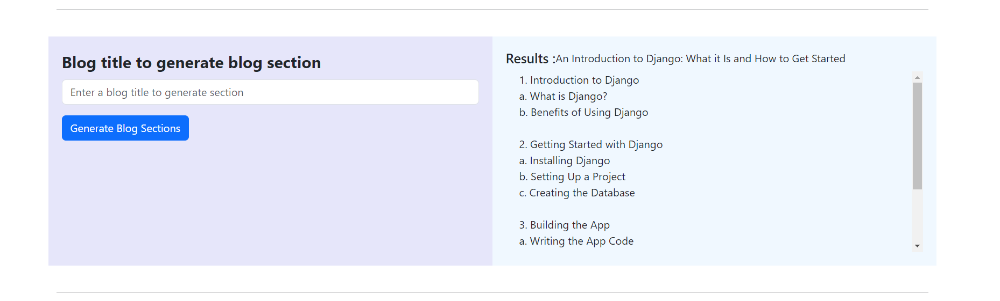 Blog title to generate blog section
Enter a blog title to generate section
Generate Blog Sections
Results :An Introduction to Django: What it Is and How to Get Started
1. Introduction to Django
a. What is Django?
b. Benefits of Using Django
2. Getting Started with Django
a. Installing Django
b. Setting Up a Project
c. Creating the Database
3. Building the App
a. Writing the App Code